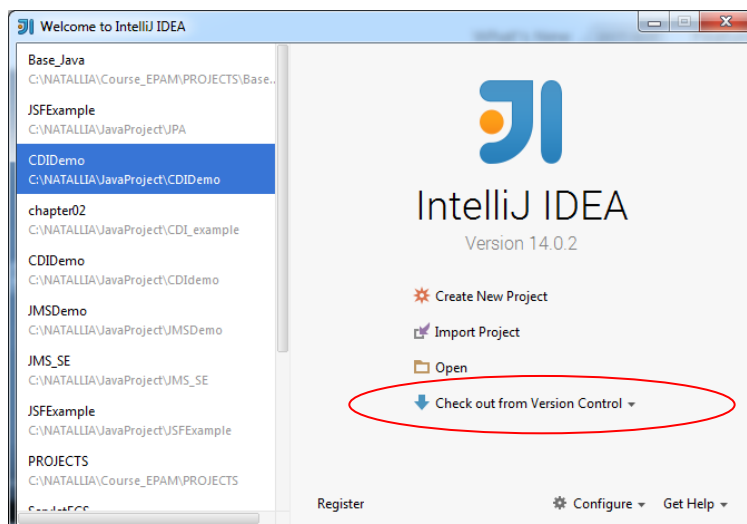 Welcome to IntelliJ IDEA
Base_Java
C:\NATALLIA\Course_EPAM\PROJECTS\Base..
JSFExample
C:\NATALLIA\JavaProject\JPA
CDIDemo
C:\NATALLIA\JavaProject\CDIDemo
chapter02
C:\NATALLIA\JavaProject\CDI_example
CDIDemo
C:\NATALLIA\JavaProject\CDIdemo
JMSDemo
C:\NATALLIA\JavaProject\JMSDemo
JMS_SE
C:\NATALLIA\JavaProject\JMS_SE
JSFExample
C:\NATALLIA\JavaProject\JSFExample
PROJECTS
C:\NATALLIA\Course_EPAM\PROJECTS
IntelliJ IDEA
Version 14.0.2
Create New Project
Import Project
Open
Check out from Version Control
Register
Configure
Get Help